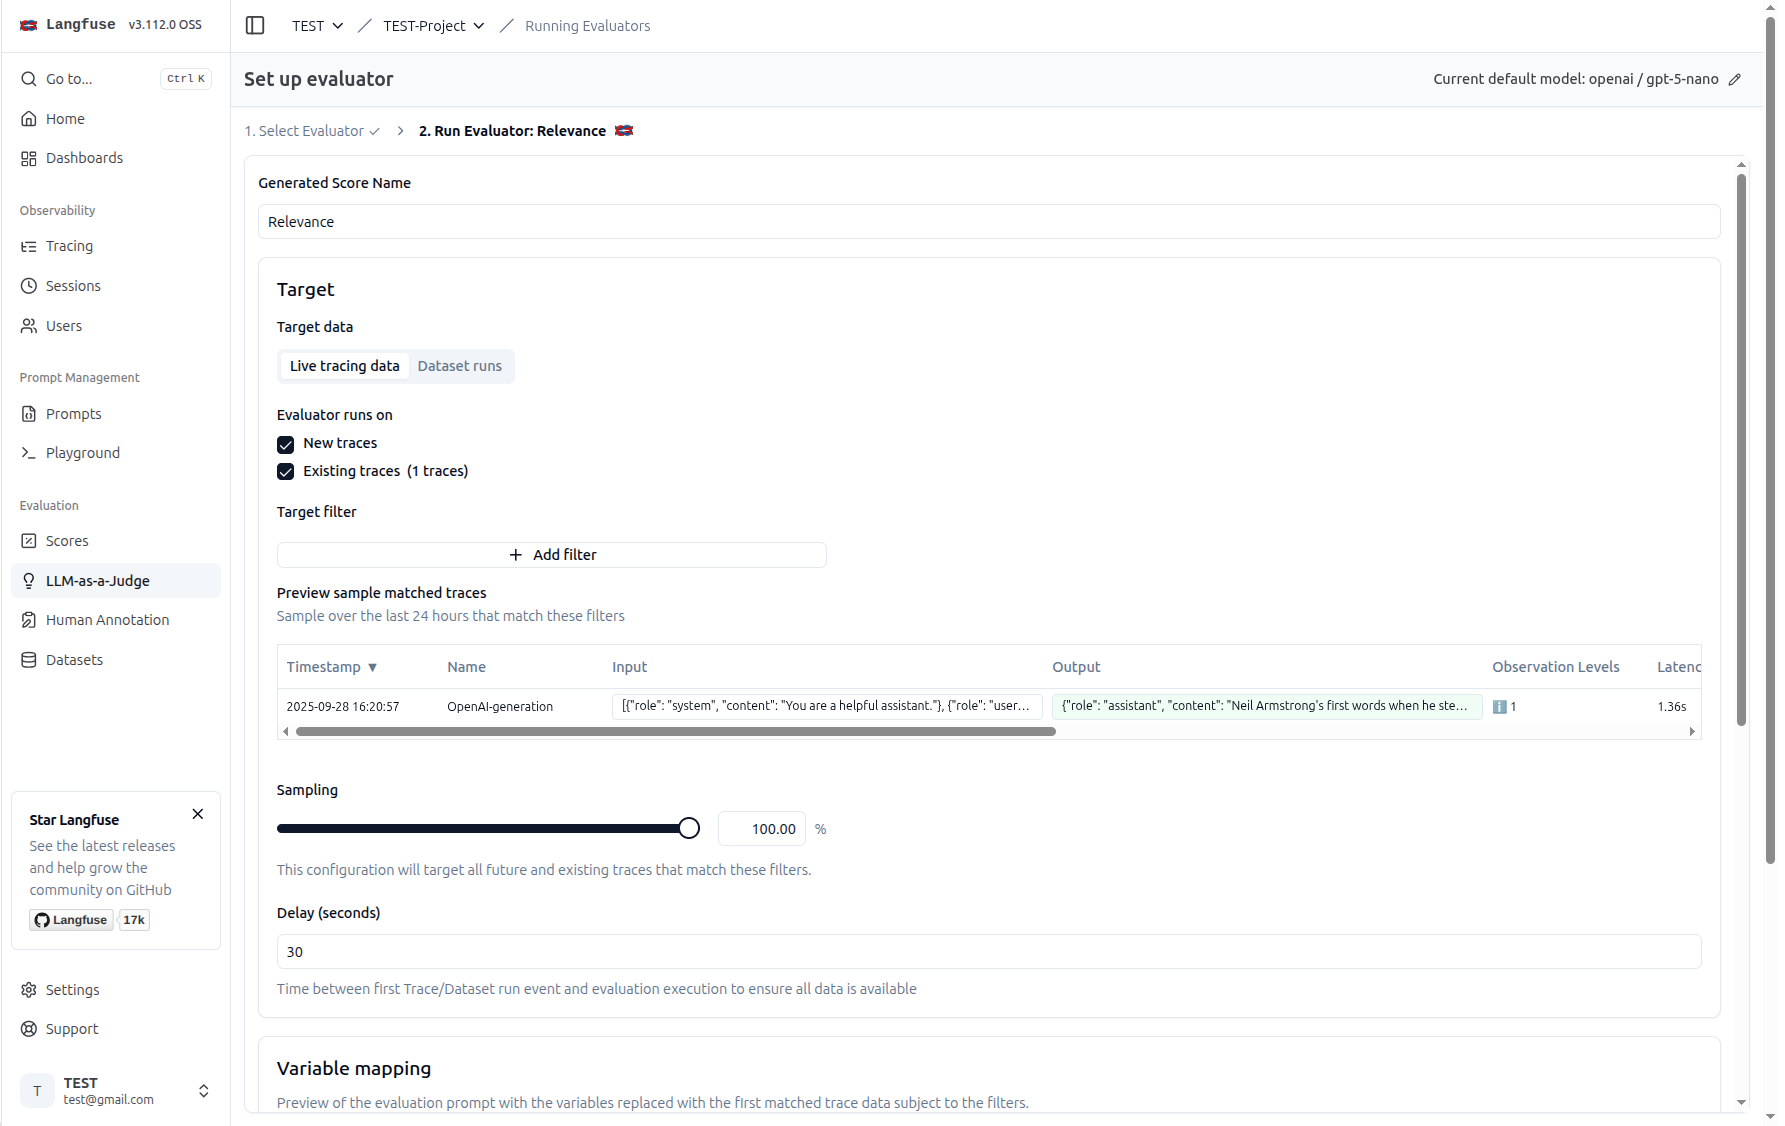 Langfuse v3.112.0 OSS
TEST TEST-Project Running Evaluators
Go to... Ctrl K
Home
Dashboards
Observability
Tracing
Sessions
Users
Prompt Management
Prompts
Playground
Evaluation
Scores
LLM-as-a-Judge
Human Annotation
Datasets
Star Langfuse
See the latest releases
and help grow the
community on GitHub
Langfuse 17k
Settings
Support
T
TEST
test@gmail.com
Set up evaluator
Current default model: openai / gpt-5-nano
1. Select Evaluator 2. Run Evaluator: Relevance
Generated Score Name
Relevance
Target
Target data
Live tracing data Dataset runs
Evaluator runs on
New traces
Existing traces (1 traces)
Target filter
+ Add filter
Preview sample matched traces
Sample over the last 24 hours that match these filters
Timestamp ▼ Name Input Output Observation Levels Latenc
2025-09-28 16:20:57 OpenAI-generation [{"role": "system", "content": "You are a helpful assistant."}, {"role": "user... {"role": "assistant", "content": "Neil Armstrong's first words when he ste... ℹ️ 1 1.36s
Sampling
100.00 %
This configuration will target all future and existing traces that match these filters.
Delay (seconds)
30
Time between first Trace/Dataset run event and evaluation execution to ensure all data is available
Variable mapping
Preview of the evaluation prompt with the variables replaced with the first matched trace data subject to the filters.